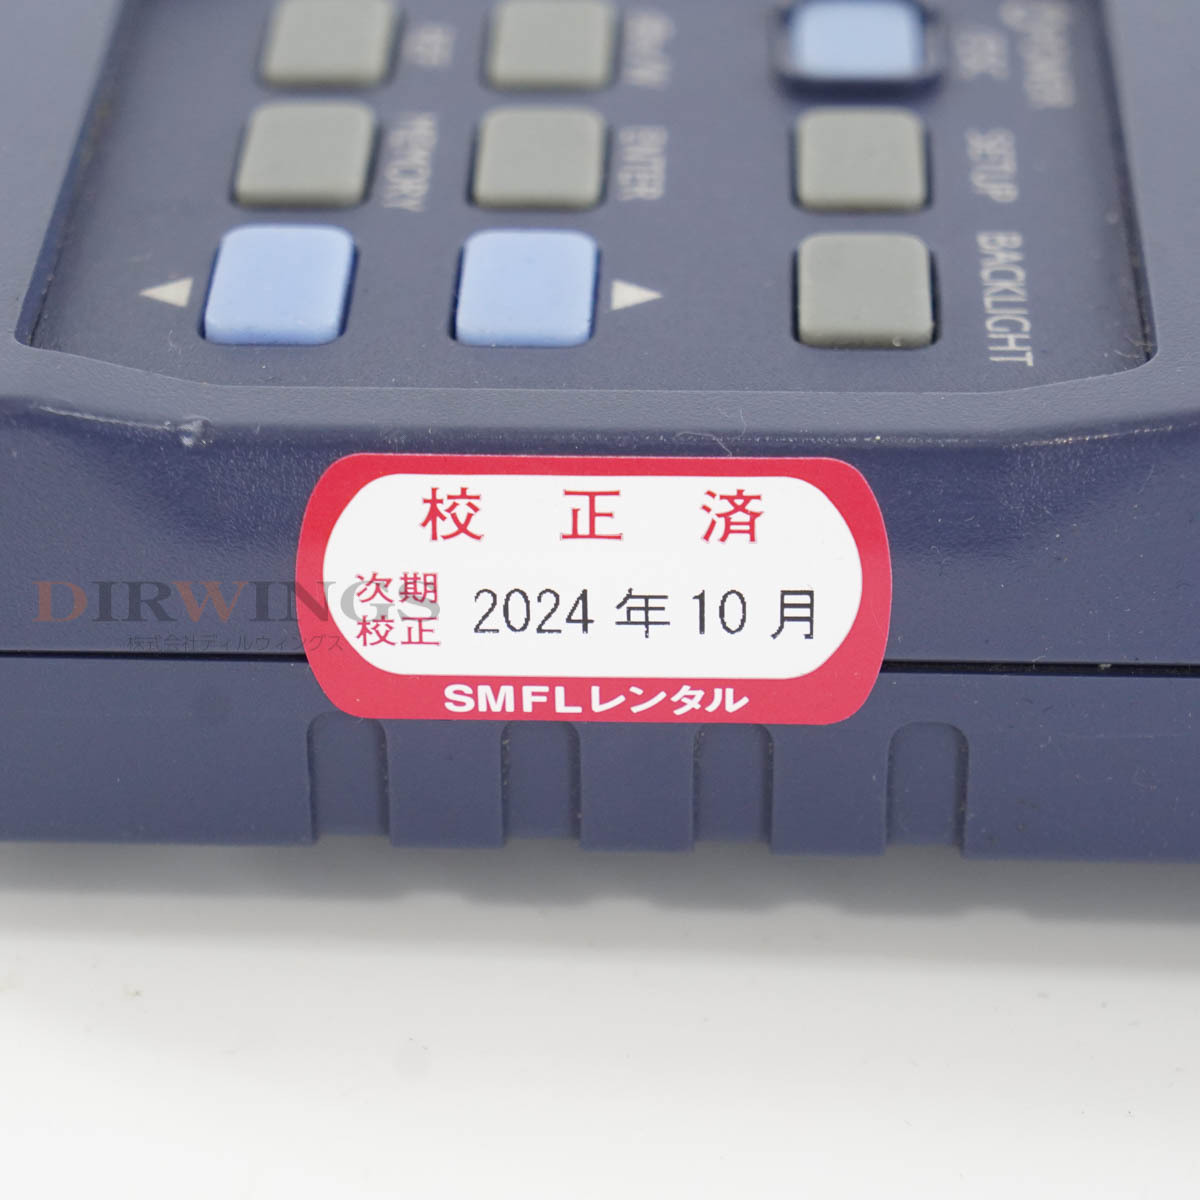 POWER
ESC
SETUP
BACKLIGHT
ENTER
MEMORY
校正済
次期
校正
2024年10月
SMFLレンタル
DIRWINGS
株式会社ディルウィングス